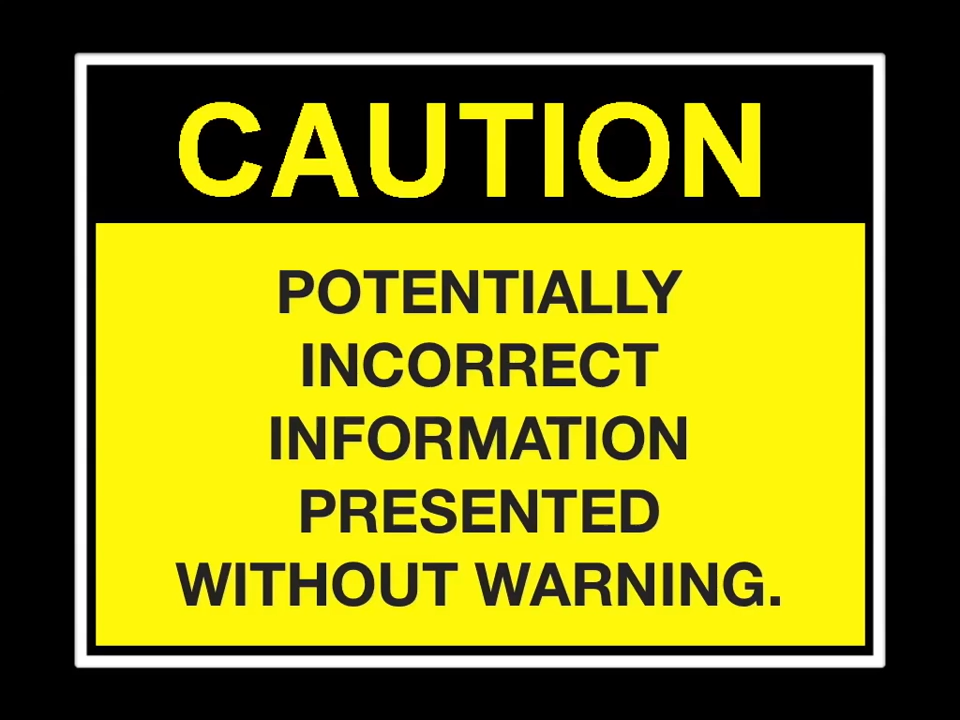 CAUTION
POTENTIALLY
INCORRECT
INFORMATION
PRESENTED
WITHOUT WARNING.